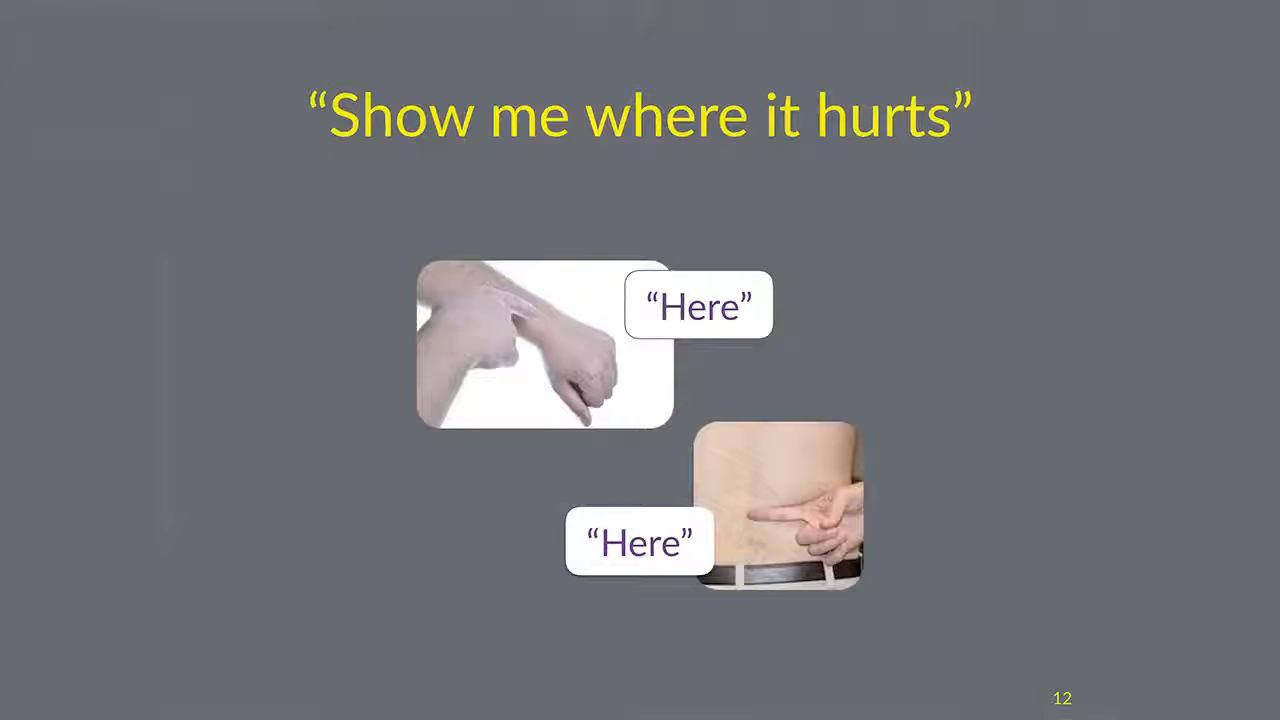 “Show me where it hurts”
“Here”
“Here”
12